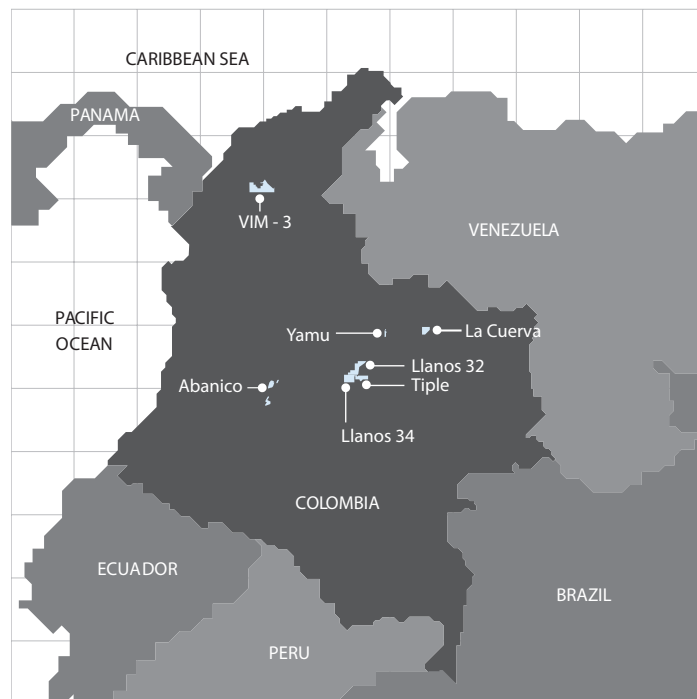 CARIBBEAN SEA
PANAMA
VIM - 3
VENEZUELA
PACIFIC
OCEAN
Yamu
La Cuerva
Llanos 32
Abanico
Tiple
Llanos 34
COLOMBIA
ECUADOR
BRAZIL
PERU